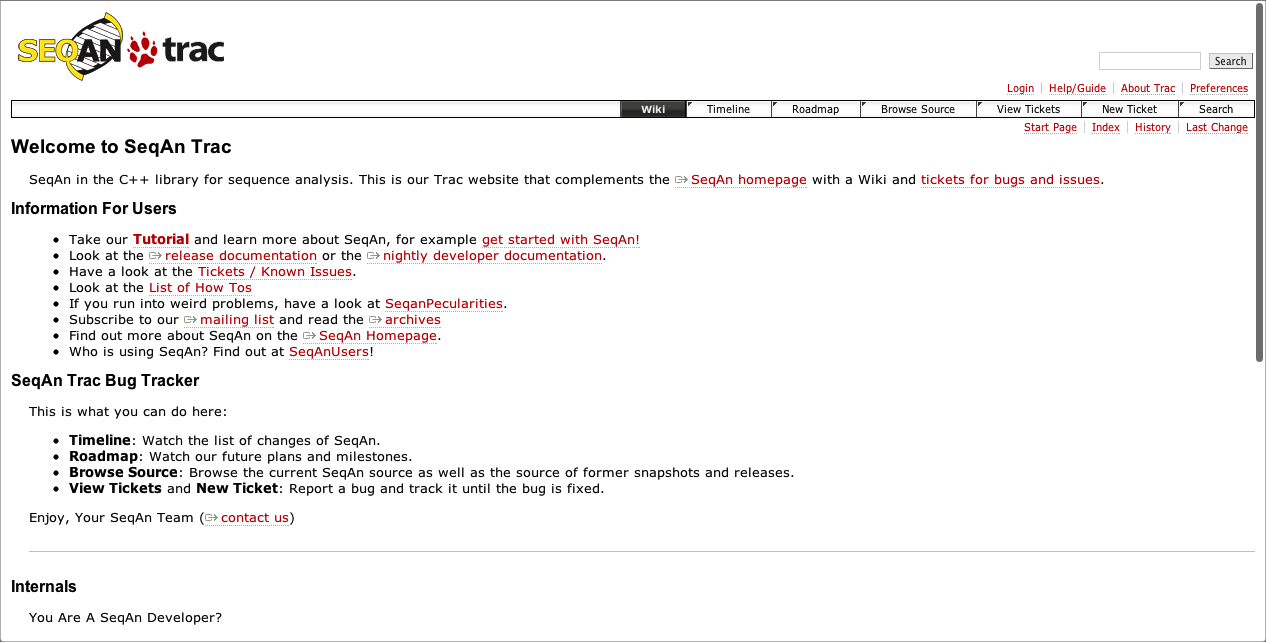 SEQAN trac
Search
Login Help/Guide About Trac Preferences
Wiki Timeline Roadmap Browse Source View Tickets New Ticket Search
Start Page Index History Last Change
Welcome to SeqAn Trac
SeqAn in the C++ library for sequence analysis. This is our Trac website that complements the SeqAn homepage with a Wiki and tickets for bugs and issues.
Information For Users
• Take our Tutorial and learn more about SeqAn, for example get started with SeqAn!
• Look at the release documentation or the nightly developer documentation.
• Have a look at the Tickets / Known Issues.
• Look at the List of How Tos
• If you run into weird problems, have a look at SeqanPecularities.
• Subscribe to our mailing list and read the archives
• Find out more about SeqAn on the SeqAn Homepage.
• Who is using SeqAn? Find out at SeqAnUsers!
SeqAn Trac Bug Tracker
This is what you can do here:
• Timeline: Watch the list of changes of SeqAn.
• Roadmap: Watch our future plans and milestones.
• Browse Source: Browse the current SeqAn source as well as the source of former snapshots and releases.
• View Tickets and New Ticket: Report a bug and track it until the bug is fixed.
Enjoy, Your SeqAn Team (contact us)
Internals
You Are A SeqAn Developer?